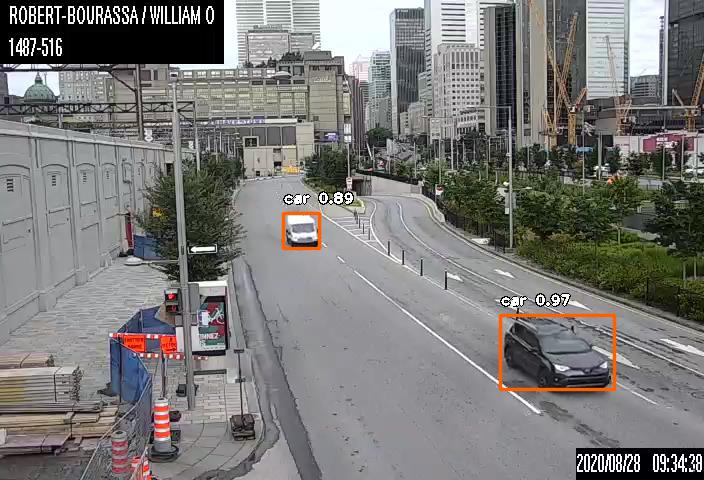 ROBERT-BOURASSA / WILLIAM O
1487-516
car 0.89
car 0.97
2020/08/28 09:34:38